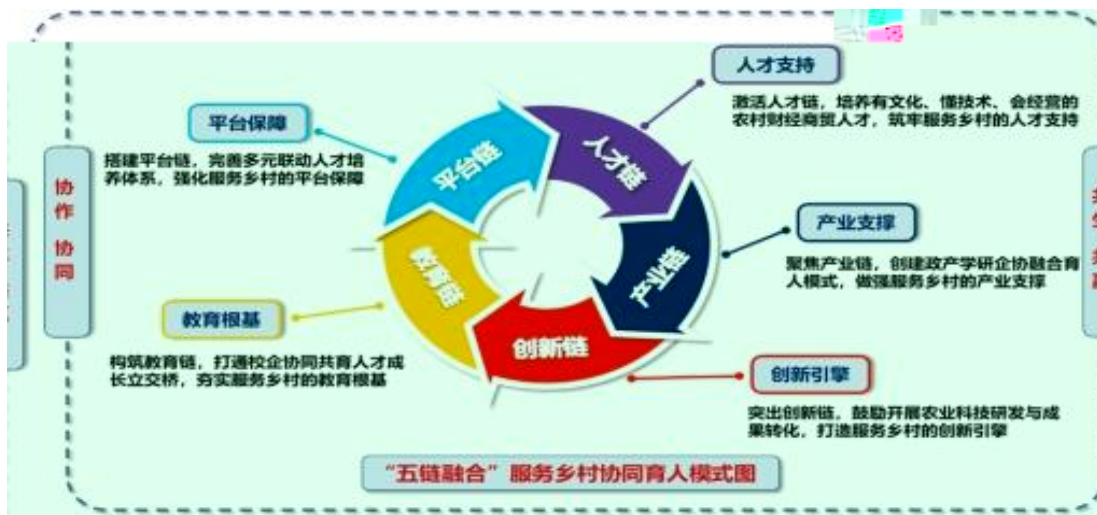 人才支持
激活人才链，培养有文化、懂技术、会经营的
农村财经商贸人才，筑牢服务乡村的人才支持
平台保障
搭建平台链，完善多元联动人才培
养体系，强化服务乡村的平台保障
协作 协同
平台链
人才链
产业链
创新链
教育链
产业支撑
聚焦产业链，创建政产学研企协融合育
人模式，做强服务乡村的产业支撑
教育根基
构筑教育链，打通校企协同共育人才成
长立交桥，夯实服务乡村的教育根基
创新引擎
突出创新链，鼓励开展农业科技研发与成
果转化，打造服务乡村的创新引擎
“五链融合”服务乡村协同育人模式图